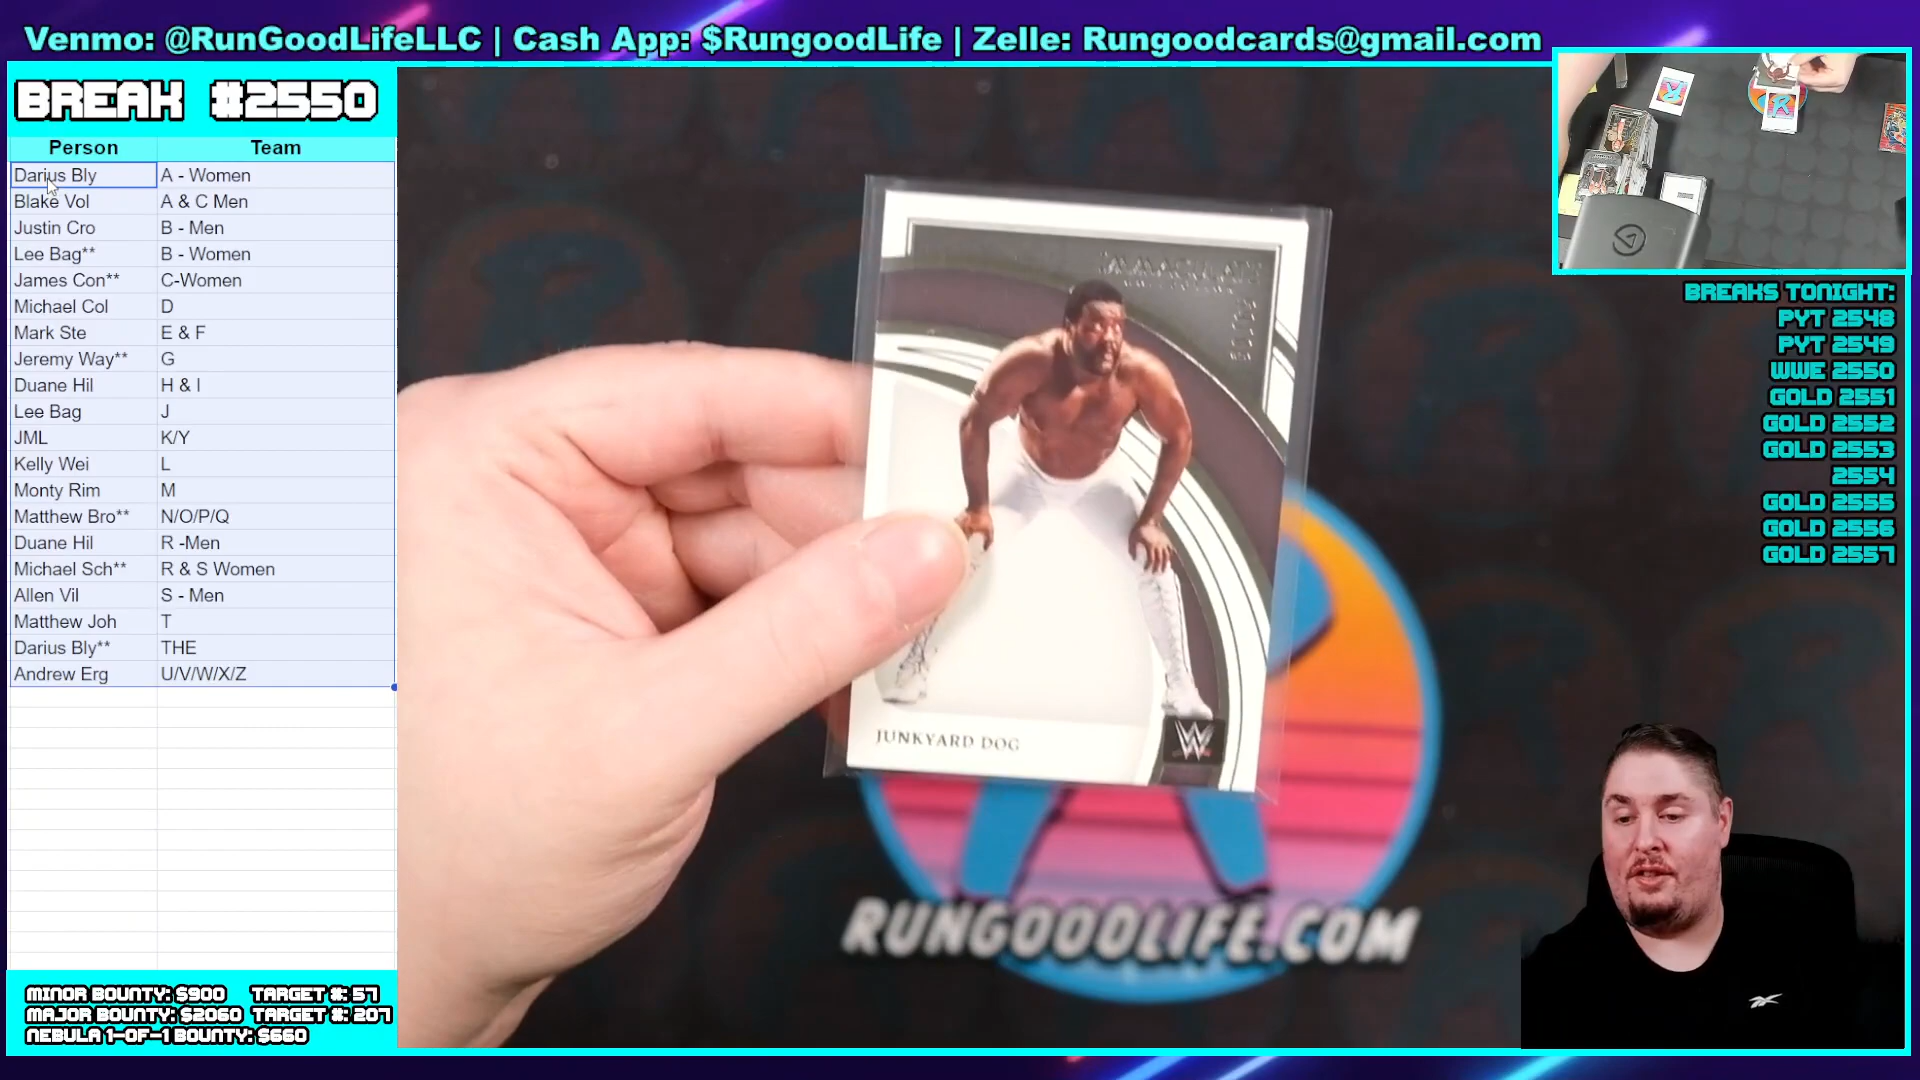 Venmo: @RunGoodLifeLLC | Cash App: $RungoodLife | Zelle: Rungoodcards@gmail.com
BREAK #2550
Person Team
Darius Bly A - Women
Blake Vol A & C Men
Justin Cro B - Men
Lee Bag** B - Women
James Con** C-Women
Michael Col D
Mark Ste E & F
Jeremy Way** G
Duane Hil H & I
Lee Bag J
JML K/Y
Kelly Wei L
Monty Rim M
Matthew Bro** N/O/P/Q
Duane Hil R -Men
Michael Sch** R & S Women
Allen Vil S - Men
Matthew Joh T
Darius Bly** THE
Andrew Erg U/V/W/X/Z
MINOR BOUNTY: $900 TARGET #: 57
MAJOR BOUNTY: $2060 TARGET #: 207
NEBULA 1-OF-1 BOUNTY: $660
IMMACULATE
JUNKYARD DOG
W
RUNGOOODLIFE.COM
R
BREAKS TONIGHT:
PYT 2548
PYT 2549
WWE 2550
GOLD 2551
GOLD 2552
GOLD 2553
2554
GOLD 2555
GOLD 2556
GOLD 2557